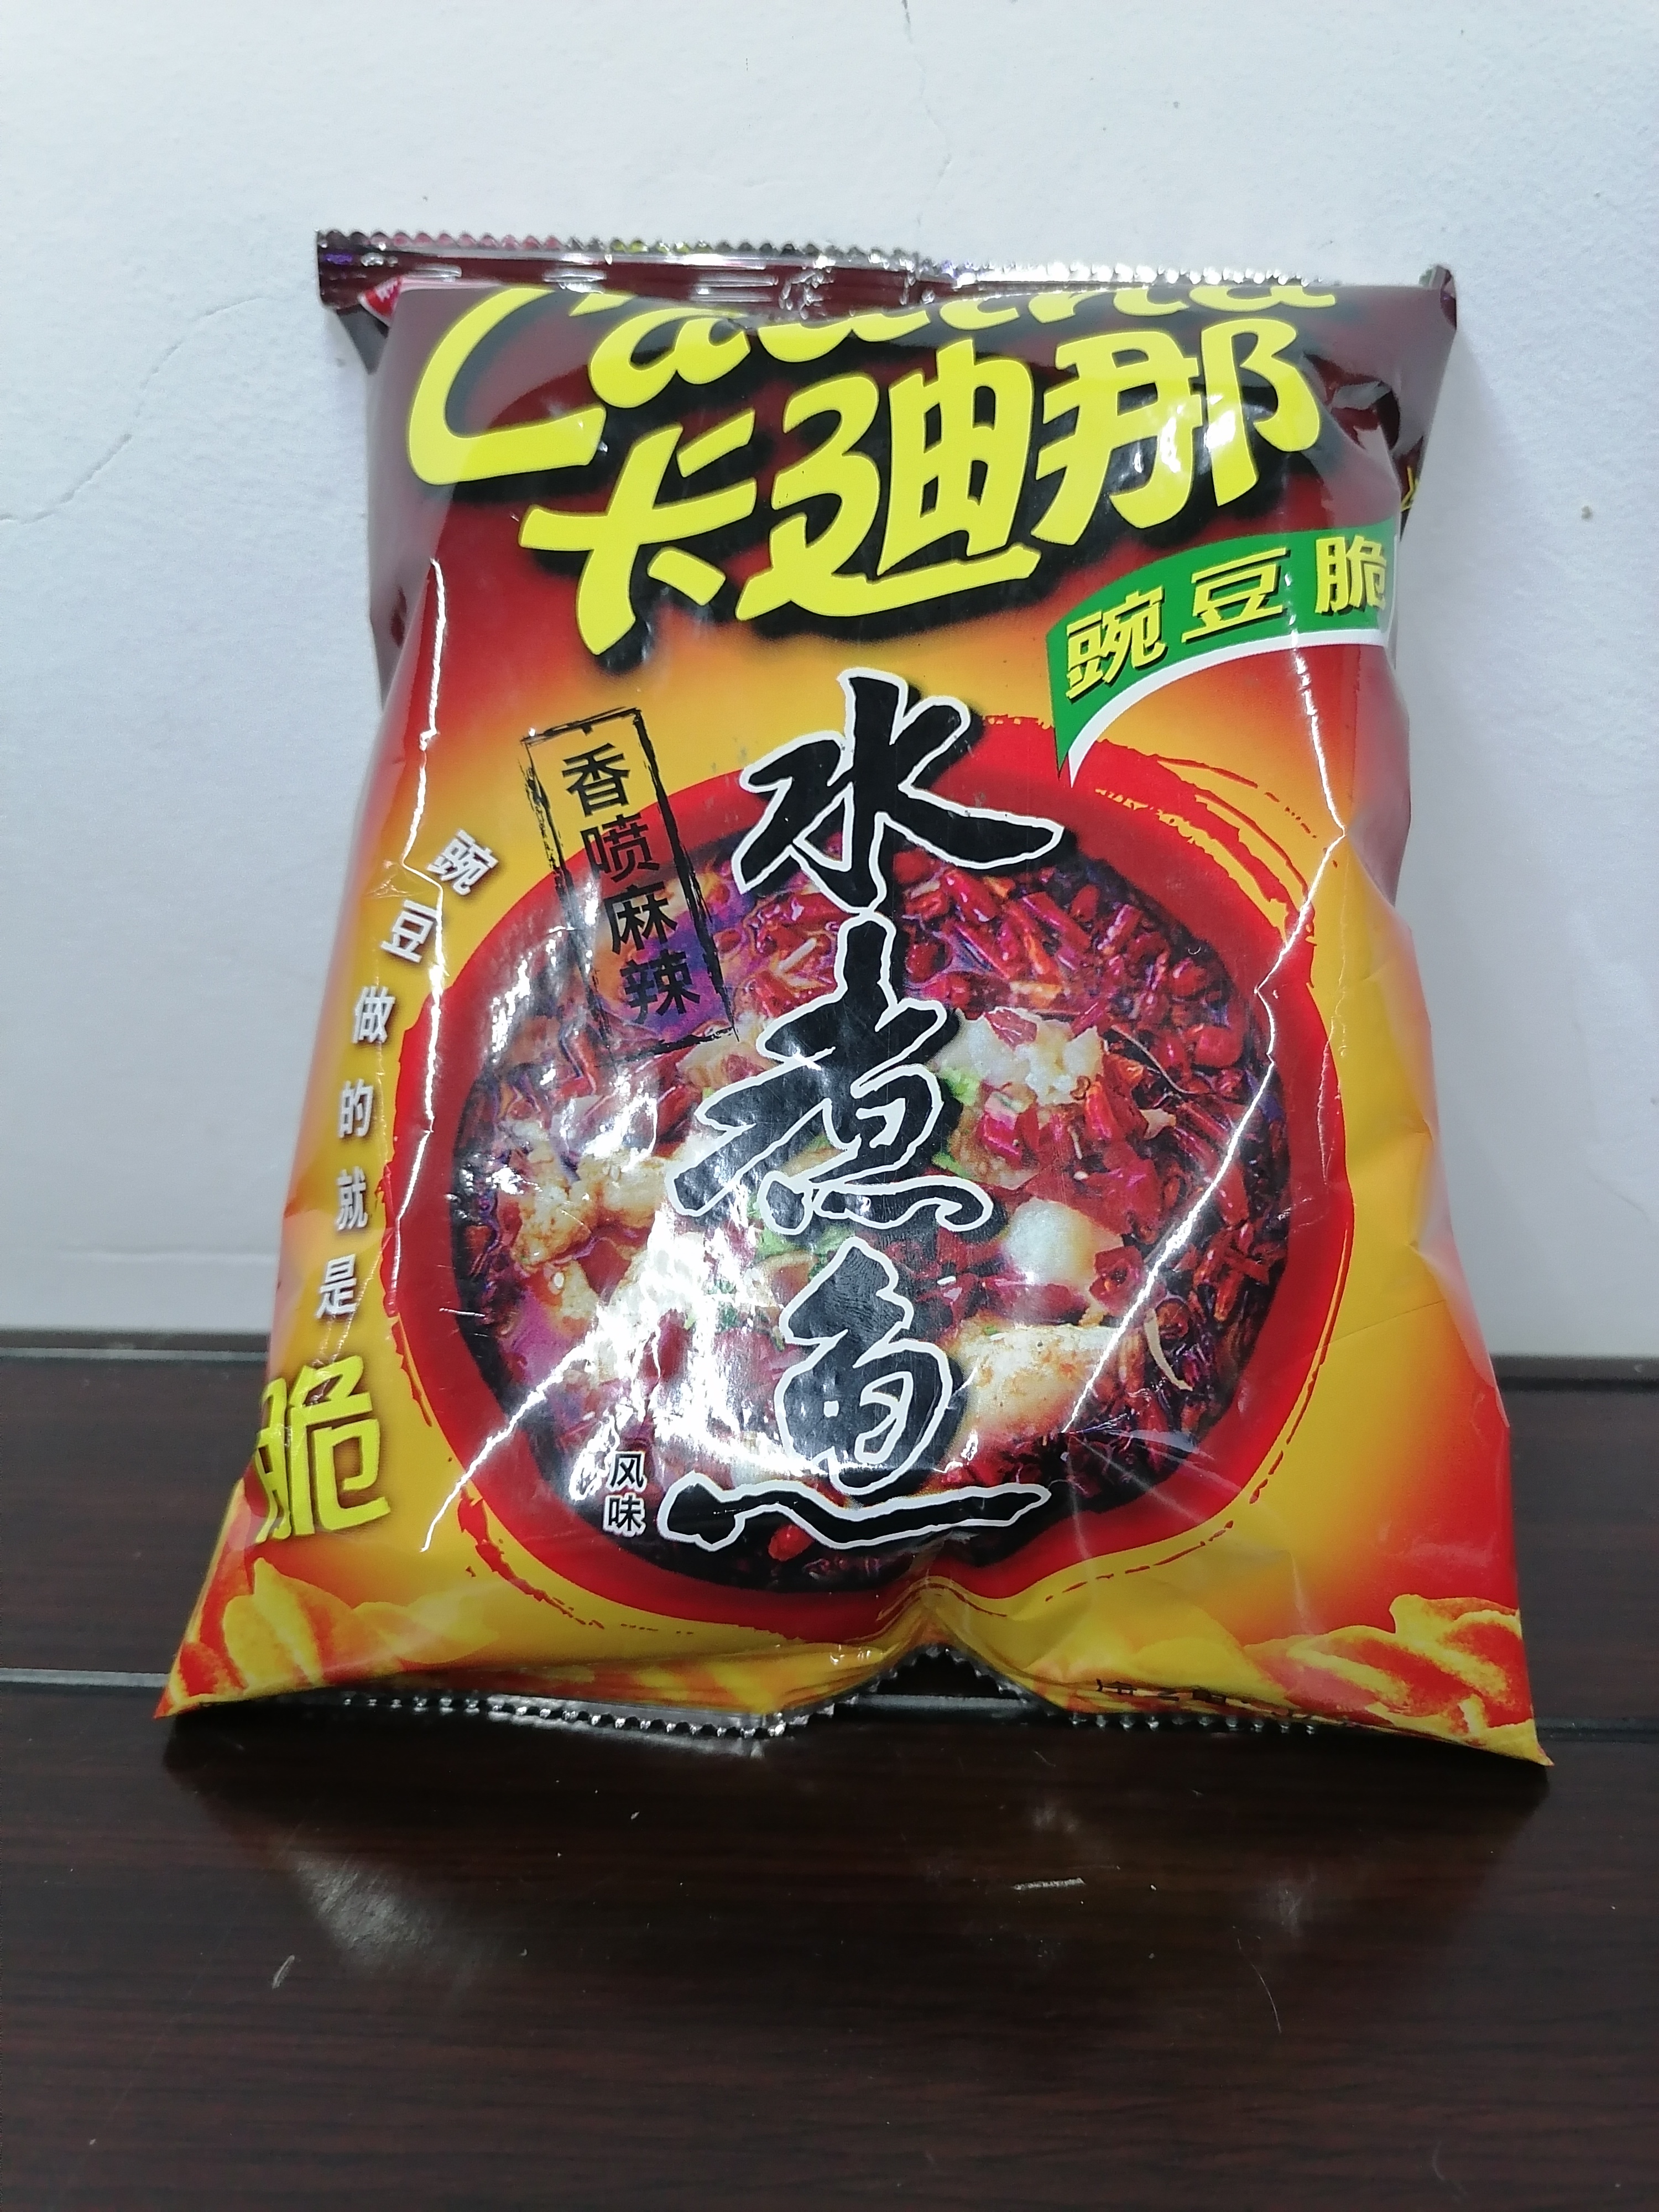 卡迪那
豌豆脆
香喷麻辣
水煮鱼
风味
豌豆做的就是
脆